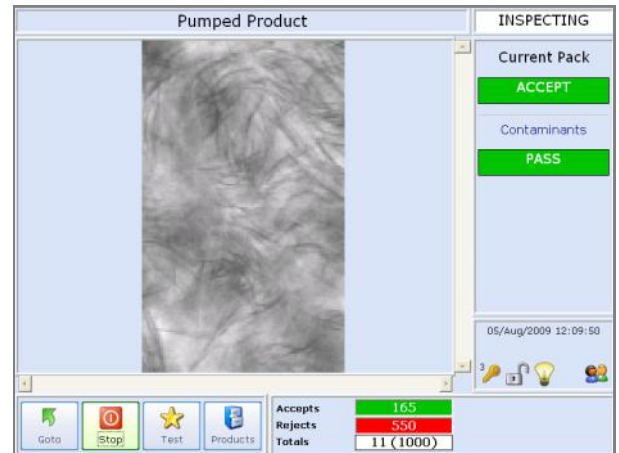 Pumped Product
INSPECTING
Current Pack
ACCEPT
Contaminants
PASS
05/Aug/2009 12:09:50
3
Goto
Stop
Test
Products
Accepts 165
Rejects 550
Totals 11 (1000)